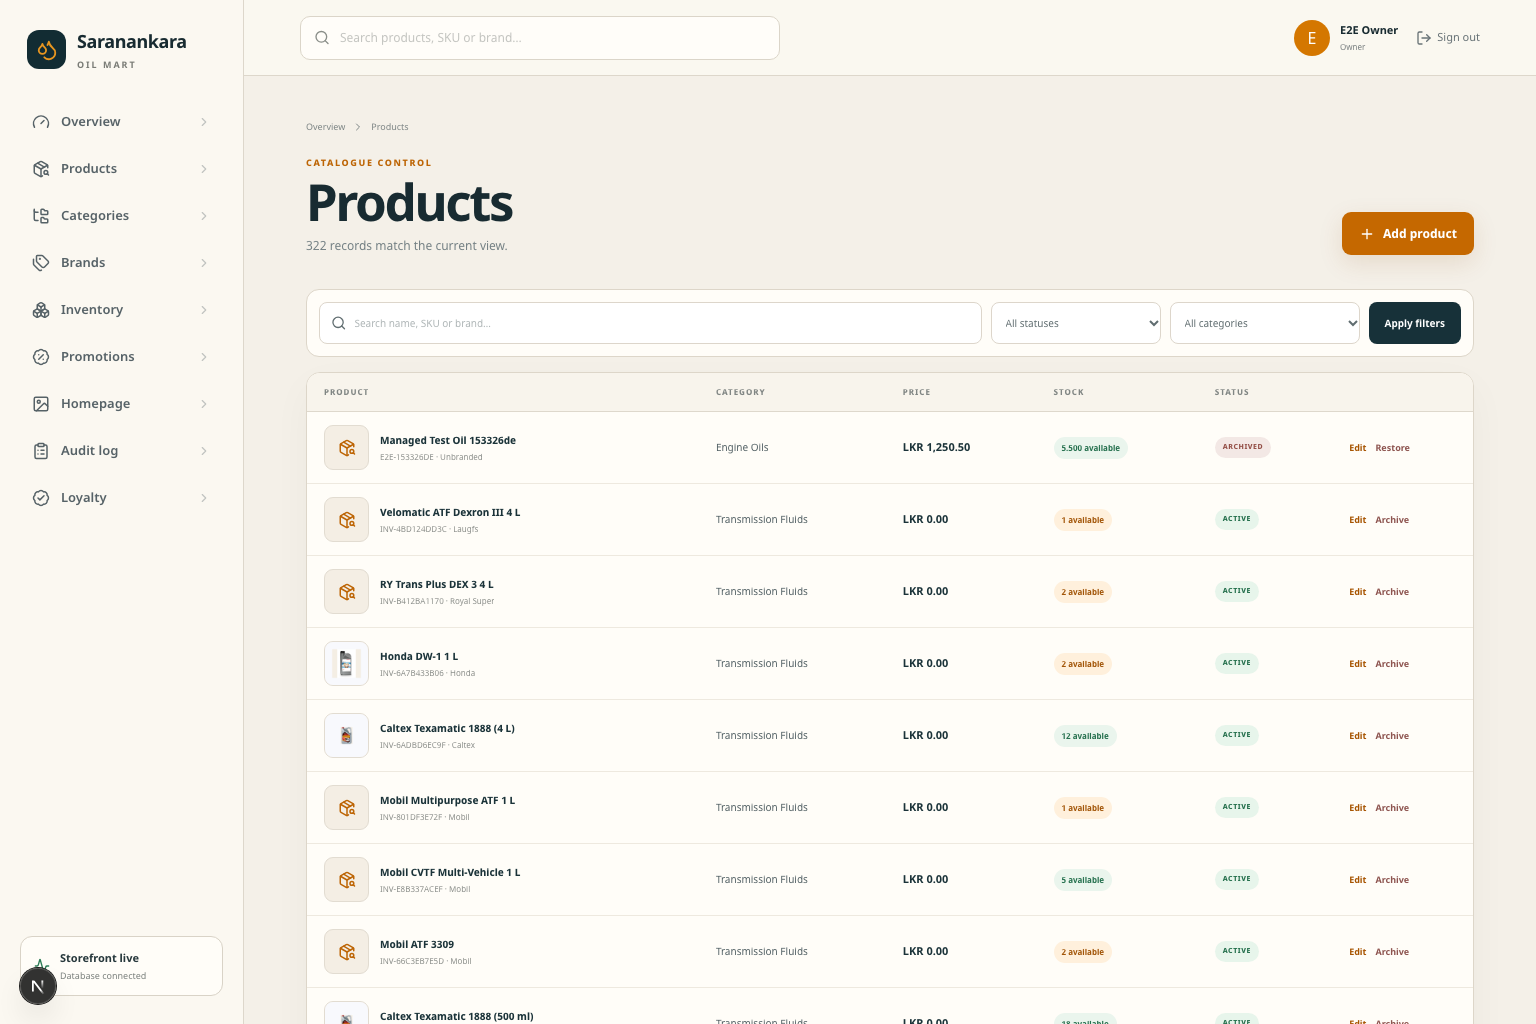 Saranankara
OIL MART
Search products, SKU or brand...
E
E2E Owner
Owner
Sign out
Overview
Products
Categories
Brands
Inventory
Promotions
Homepage
Audit log
Loyalty
Storefront live
Database connected
N
Overview > Products
CATALOGUE CONTROL
Products
322 records match the current view.
+ Add product
Search name, SKU or brand...
All statuses
All categories
Apply filters
PRODUCT CATEGORY PRICE STOCK STATUS
Managed Test Oil 153326de
E2E-153326DE · Unbranded
Engine Oils
LKR 1,250.50
5.500 available
ARCHIVED
Edit Restore
Velomatic ATF Dexron III 4 L
INV-4BD124DD3C · Laugfs
Transmission Fluids
LKR 0.00
1 available
ACTIVE
Edit Archive
RY Trans Plus DEX 3 4 L
INV-B412BA1170 · Royal Super
Transmission Fluids
LKR 0.00
2 available
ACTIVE
Edit Archive
Honda DW-1 1 L
INV-6A7B433B06 · Honda
Transmission Fluids
LKR 0.00
2 available
ACTIVE
Edit Archive
Caltex Texamatic 1888 (4 L)
INV-6ADBD6EC9F · Caltex
Transmission Fluids
LKR 0.00
12 available
ACTIVE
Edit Archive
Mobil Multipurpose ATF 1 L
INV-801DF3E72F · Mobil
Transmission Fluids
LKR 0.00
1 available
ACTIVE
Edit Archive
Mobil CVTF Multi-Vehicle 1 L
INV-E8B337ACEF · Mobil
Transmission Fluids
LKR 0.00
5 available
ACTIVE
Edit Archive
Mobil ATF 3309
INV-66C3EB7E5D · Mobil
Transmission Fluids
LKR 0.00
2 available
ACTIVE
Edit Archive
Caltex Texamatic 1888 (500 ml)
Transmission Fluids
LKR 0.00
18 available
ACTIVE
Edit Archive